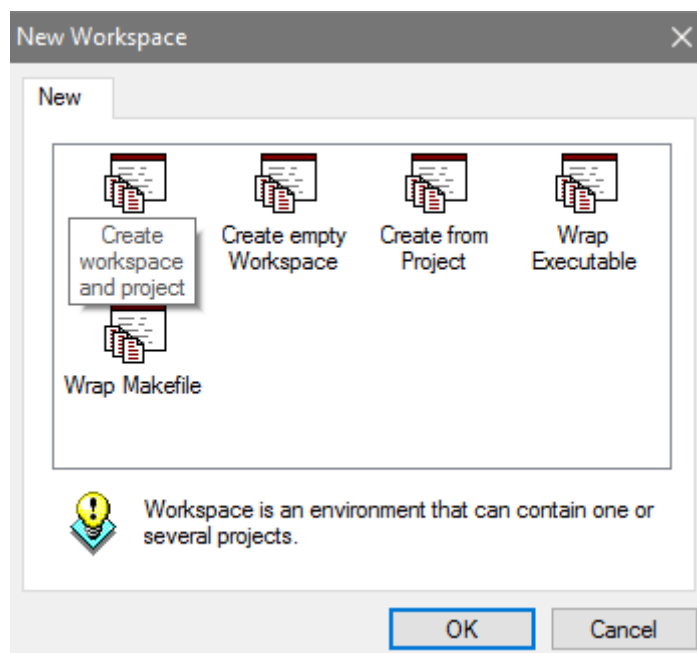 New Workspace
New
Create
workspace
and project
Create empty
Workspace
Create from
Project
Wrap
Executable
Wrap Makefile
Workspace is an environment that can contain one or
several projects.
OK
Cancel